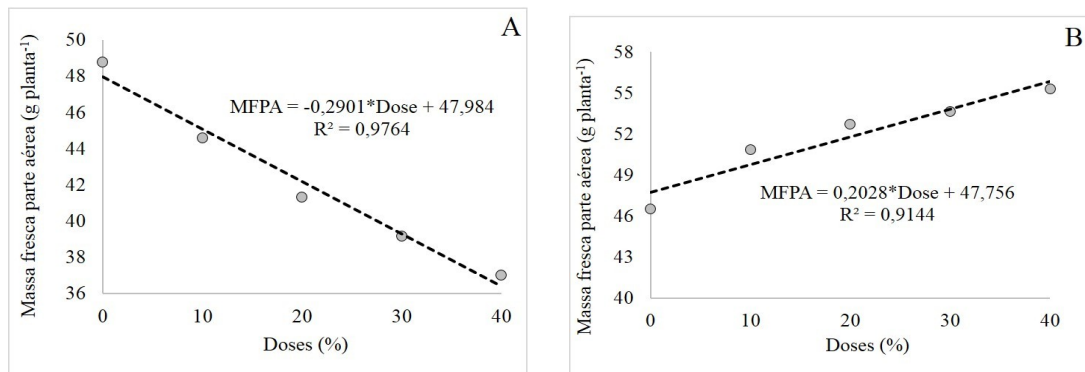 A
Massa fresca parte aérea (g planta-1)
50
48
46
44
42
40
38
36
MFPA = -0,2901*Dose + 47,984
R² = 0,9764
0 10 20 30 40
Doses (%)
B
Massa fresca parte aérea (g planta-1)
58
55
52
49
46
43
40
MFPA = 0,2028*Dose + 47,756
R² = 0,9144
0 10 20 30 40
Doses (%)